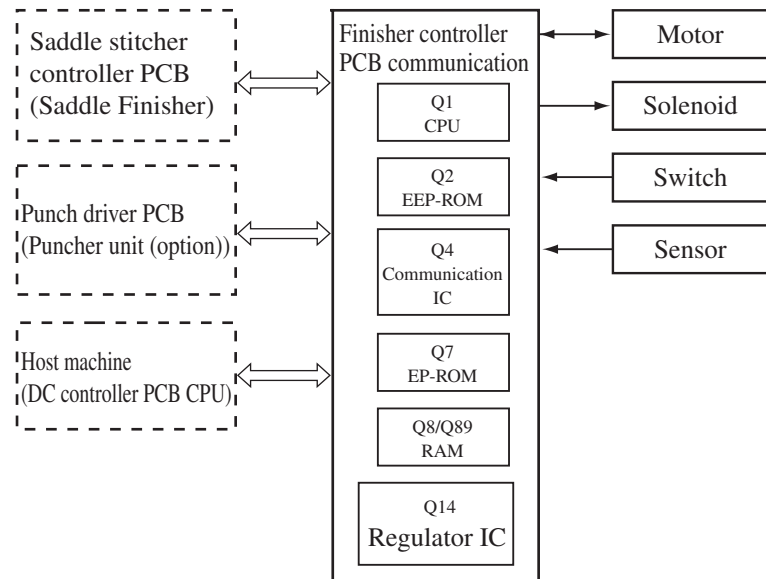 Saddle stitcher
controller PCB
(Saddle Finisher)
Punch driver PCB
(Puncher unit (option))
Host machine
(DC controller PCB CPU)
Finisher controller
PCB communication
Q1
CPU
Q2
EEP-ROM
Q4
Communication
IC
Q7
EP-ROM
Q8/Q89
RAM
Q14
Regulator IC
Motor
Solenoid
Switch
Sensor